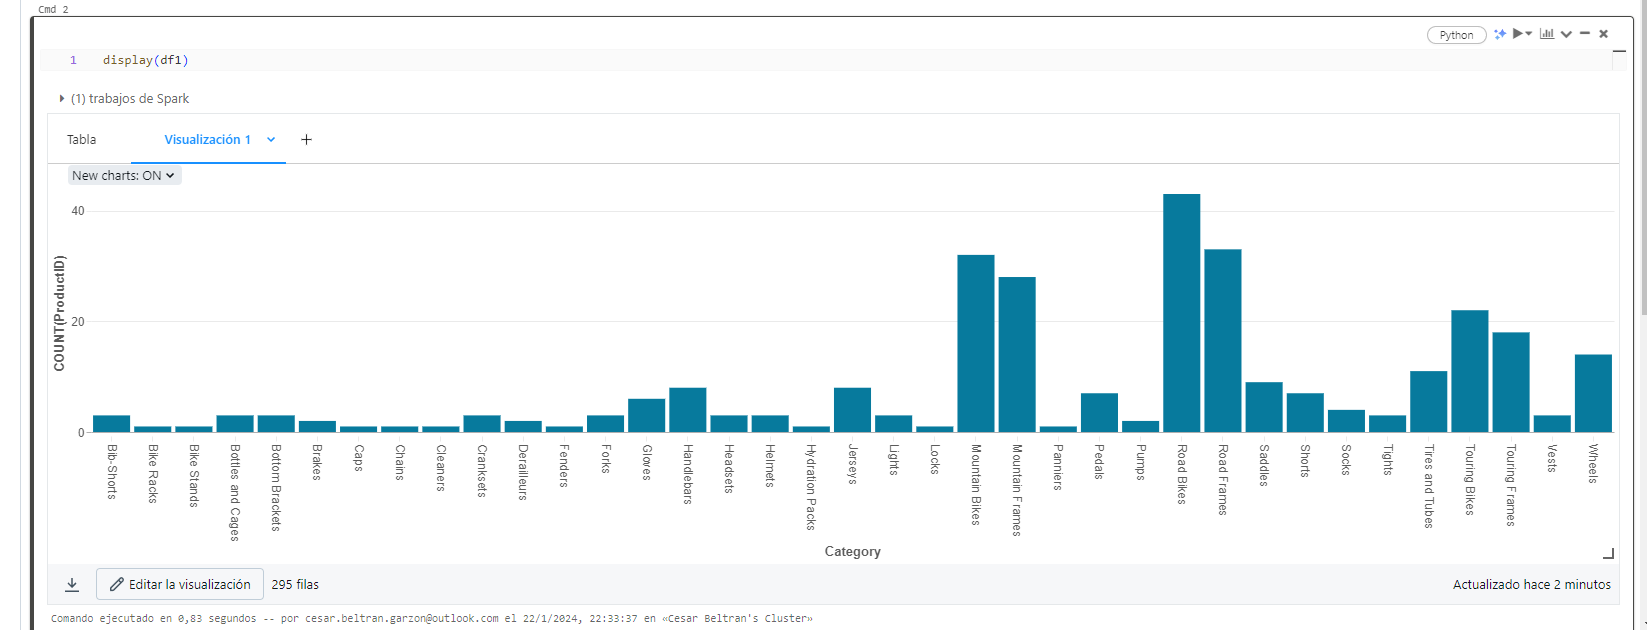 Cmd 2
Python
1 display(df1)
(1) trabajos de Spark
Tabla Visualización 1 +
New charts: ON
40
20
0
COUNT(ProductID)
Bib-Shorts
Bike Racks
Bike Stands
Bottles and Cages
Bottom Brackets
Brakes
Caps
Chains
Cleaners
Cranksets
Derailleurs
Fenders
Forks
Gloves
Handlebars
Headsets
Helmets
Hydration Packs
Jerseys
Lights
Locks
Mountain Bikes
Mountain Frames
Panniers
Pedals
Pumps
Road Bikes
Road Frames
Saddles
Shorts
Socks
Tights
Tires and Tubes
Touring Bikes
Touring Frames
Vests
Wheels
Category
Editar la visualización 295 filas Actualizado hace 2 minutos
Comando ejecutado en 0,83 segundos -- por cesar.beltran.garzon@outlook.com el 22/1/2024, 22:33:37 en «Cesar Beltran's Cluster»